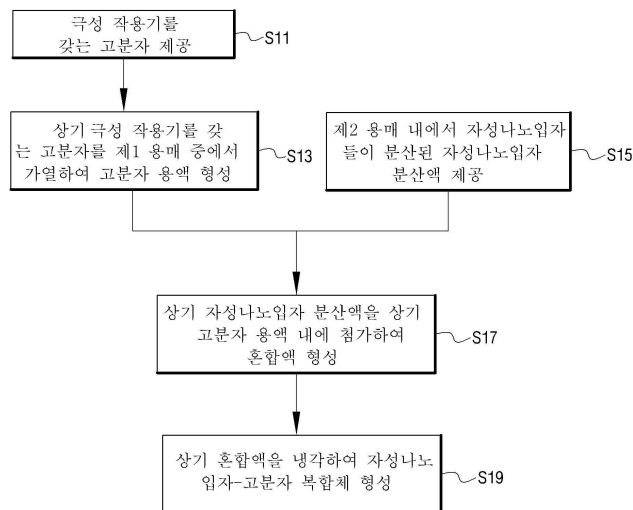 극성 작용기를
갖는 고분자 제공
S11
상기 극성 작용기를 갖
는 고분자를 제1 용매 중에서
가열하여 고분자 용액 형성
S13
제2 용매 내에서 자성나노입자
들이 분산된 자성나노입자
분산액 제공
S15
상기 자성나노입자 분산액을 상기
고분자 용액 내에 첨가하여
혼합액 형성
S17
상기 혼합액을 냉각하여 자성나노
입자-고분자 복합체 형성
S19